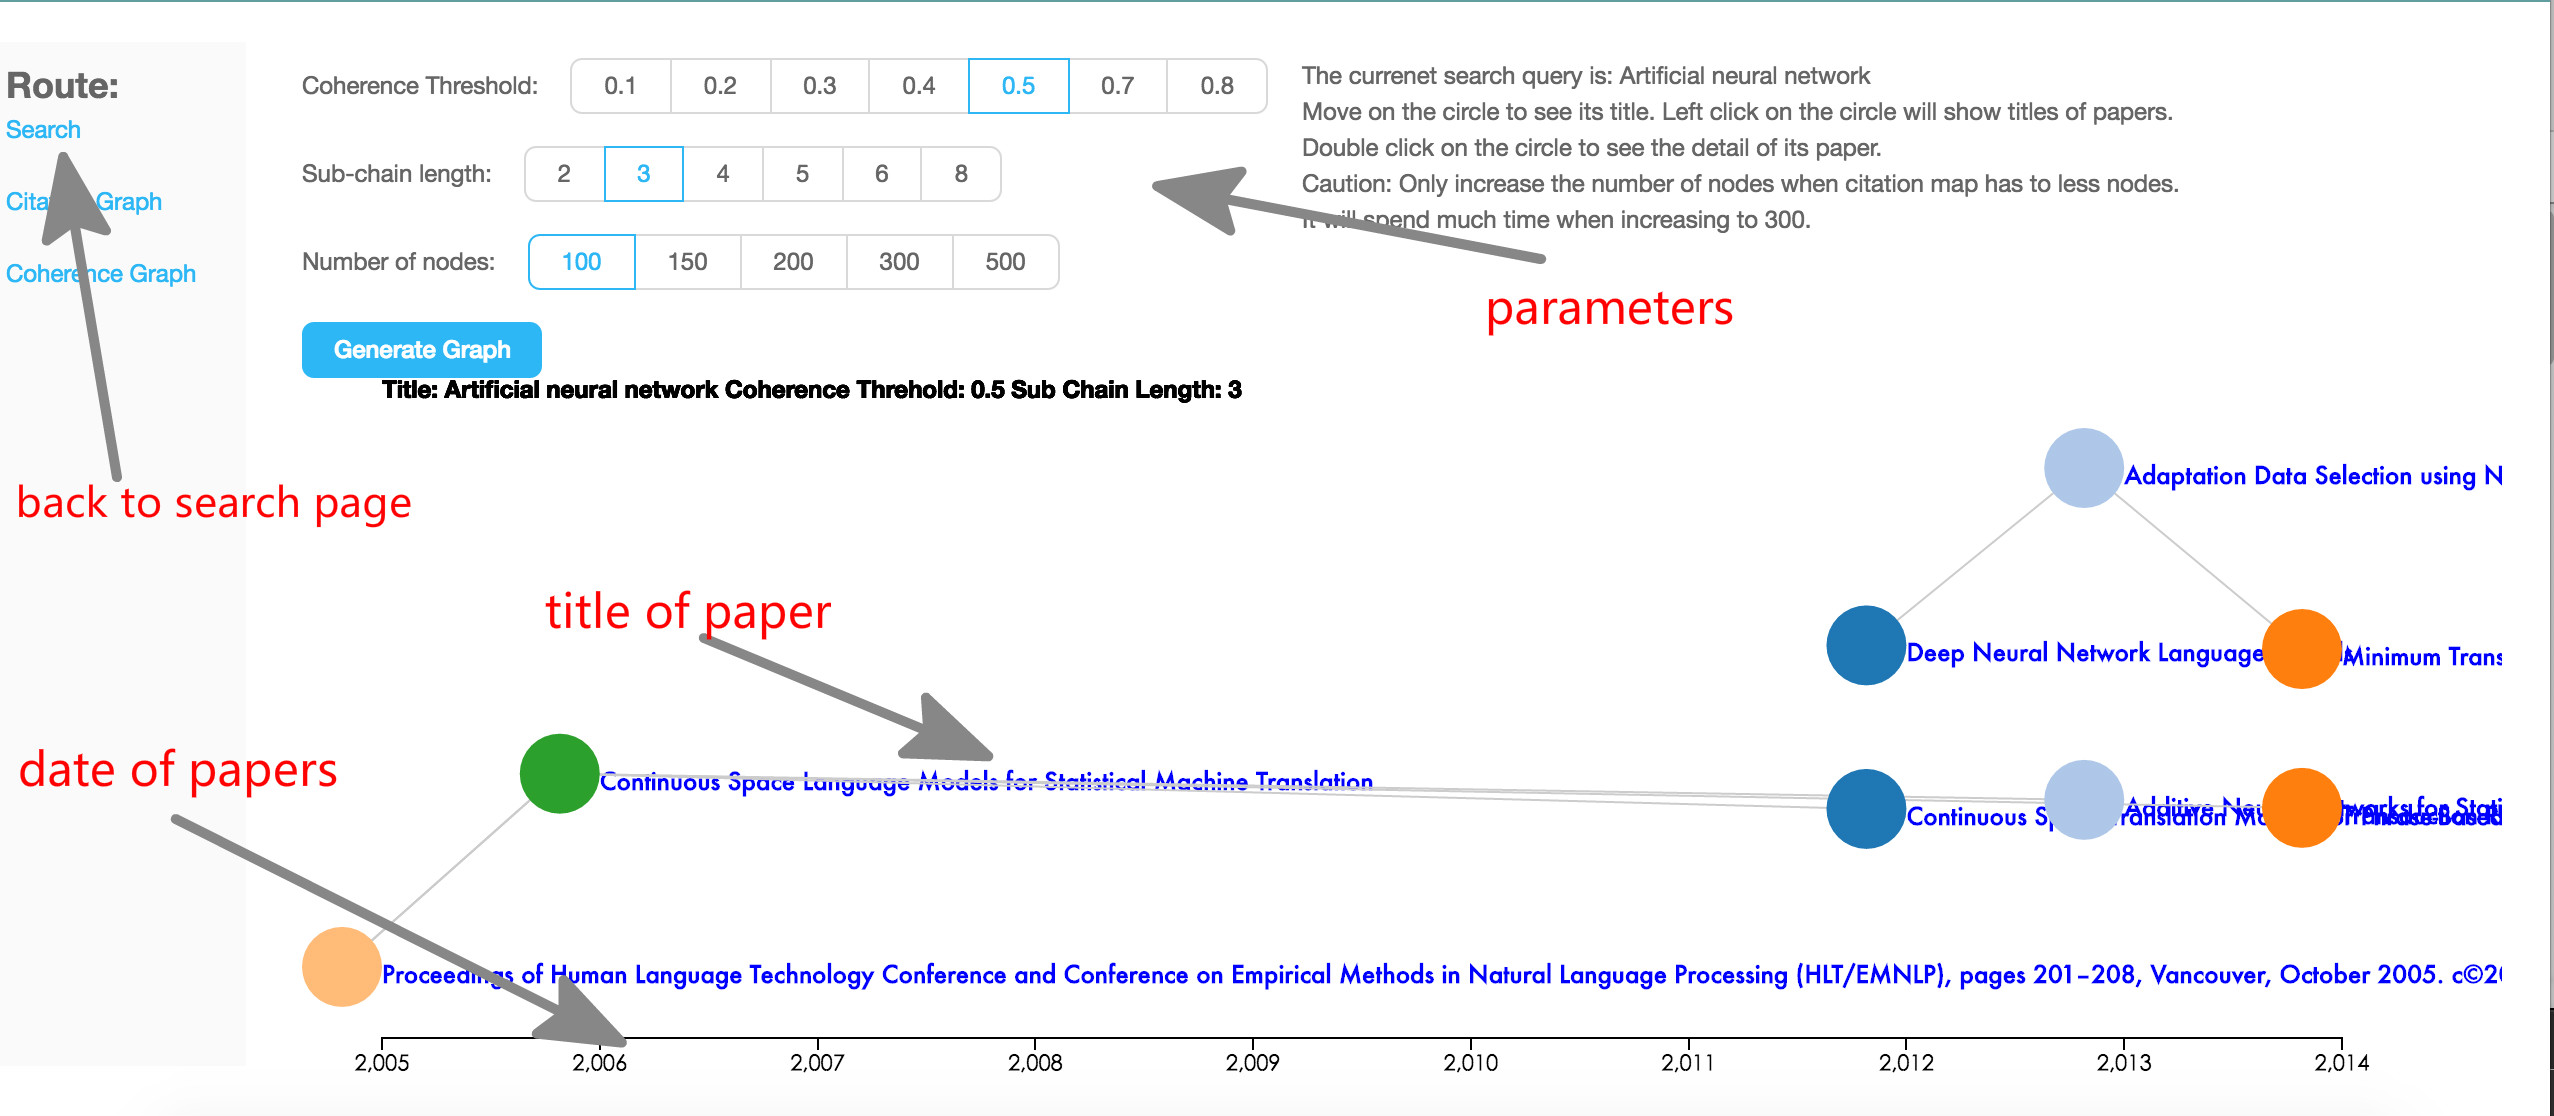 Route:
Search
Graph
Coherence Graph
Coherence Threshold: 0.1 0.2 0.3 0.4 0.5 0.7 0.8
Sub-chain length: 2 3 4 5 6 8
Number of nodes: 100 150 200 300 500
Generate Graph
The currenet search query is: Artificial neural network
Move on the circle to see its title. Left click on the circle will show titles of papers.
Double click on the circle to see the detail of its paper.
Caution: Only increase the number of nodes when citation map has to less nodes.
It will spend much time when increasing to 300.
parameters
Title: Artificial neural network Coherence Threhold: 0.5 Sub Chain Length: 3
back to search page
Adaptation Data Selection using N
title of paper
Deep Neural Network Language
Minimum Trans
date of papers
Continuous Space Language Models for Statistical Machine Translation
Additive
Continuous
Proceedings of Human Language Technology Conference and Conference on Empirical Methods in Natural Language Processing (HLT/EMNLP), pages 201–208, Vancouver, October 2005. c©20
2,005 2,006 2,007 2,008 2,009 2,010 2,011 2,012 2,013 2,014